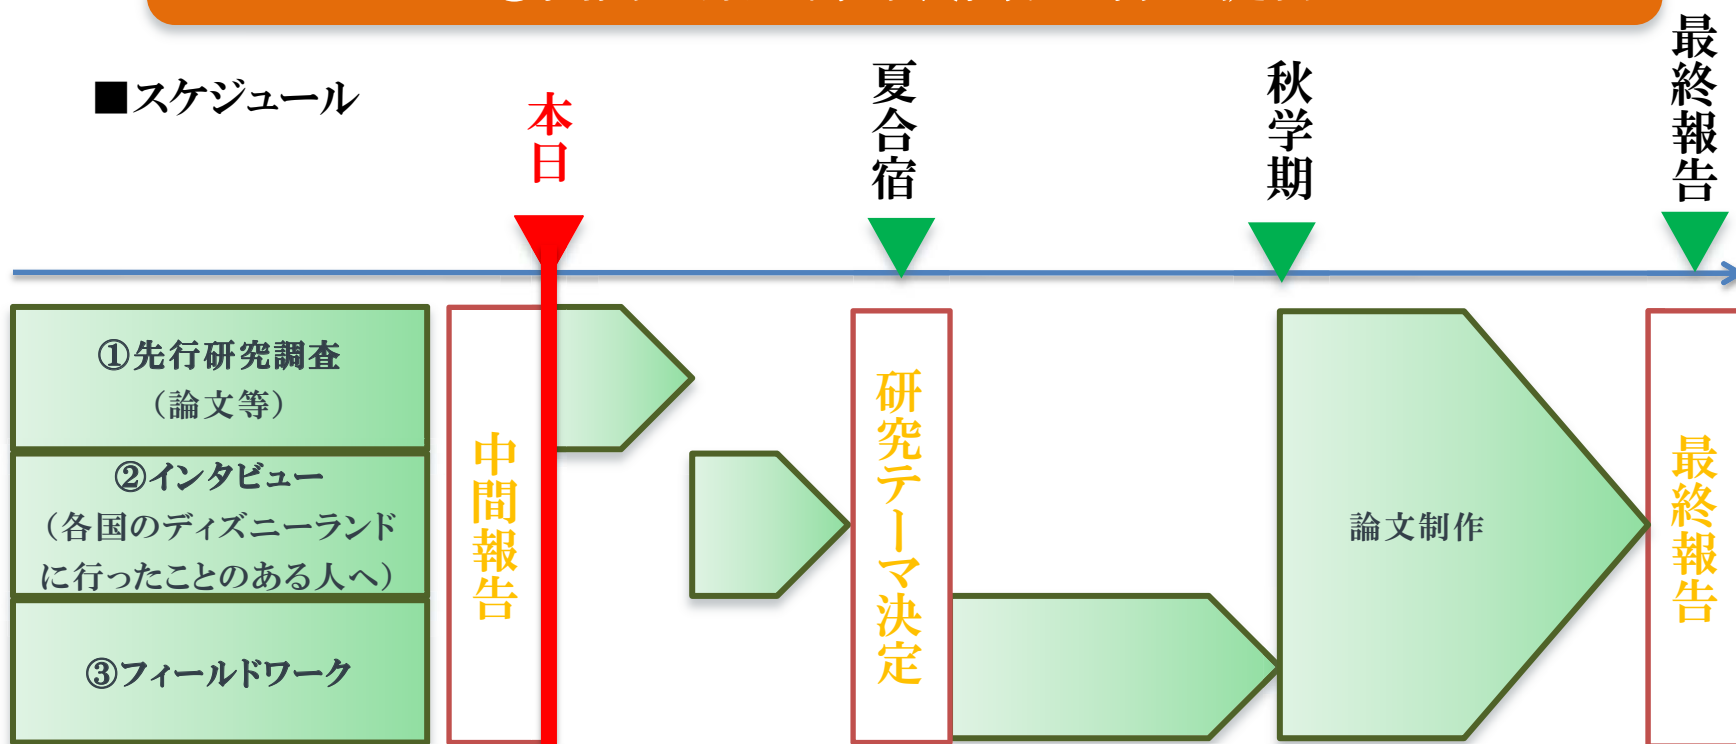 ■スケジュール
本日
夏合宿
秋学期
最終報告
①先行研究調査
（論文等）
②インタビュー
（各国のディズニーランド
に行ったことのある人へ）
③フィールドワーク
中間報告
研究テーマ決定
論文制作
最終報告